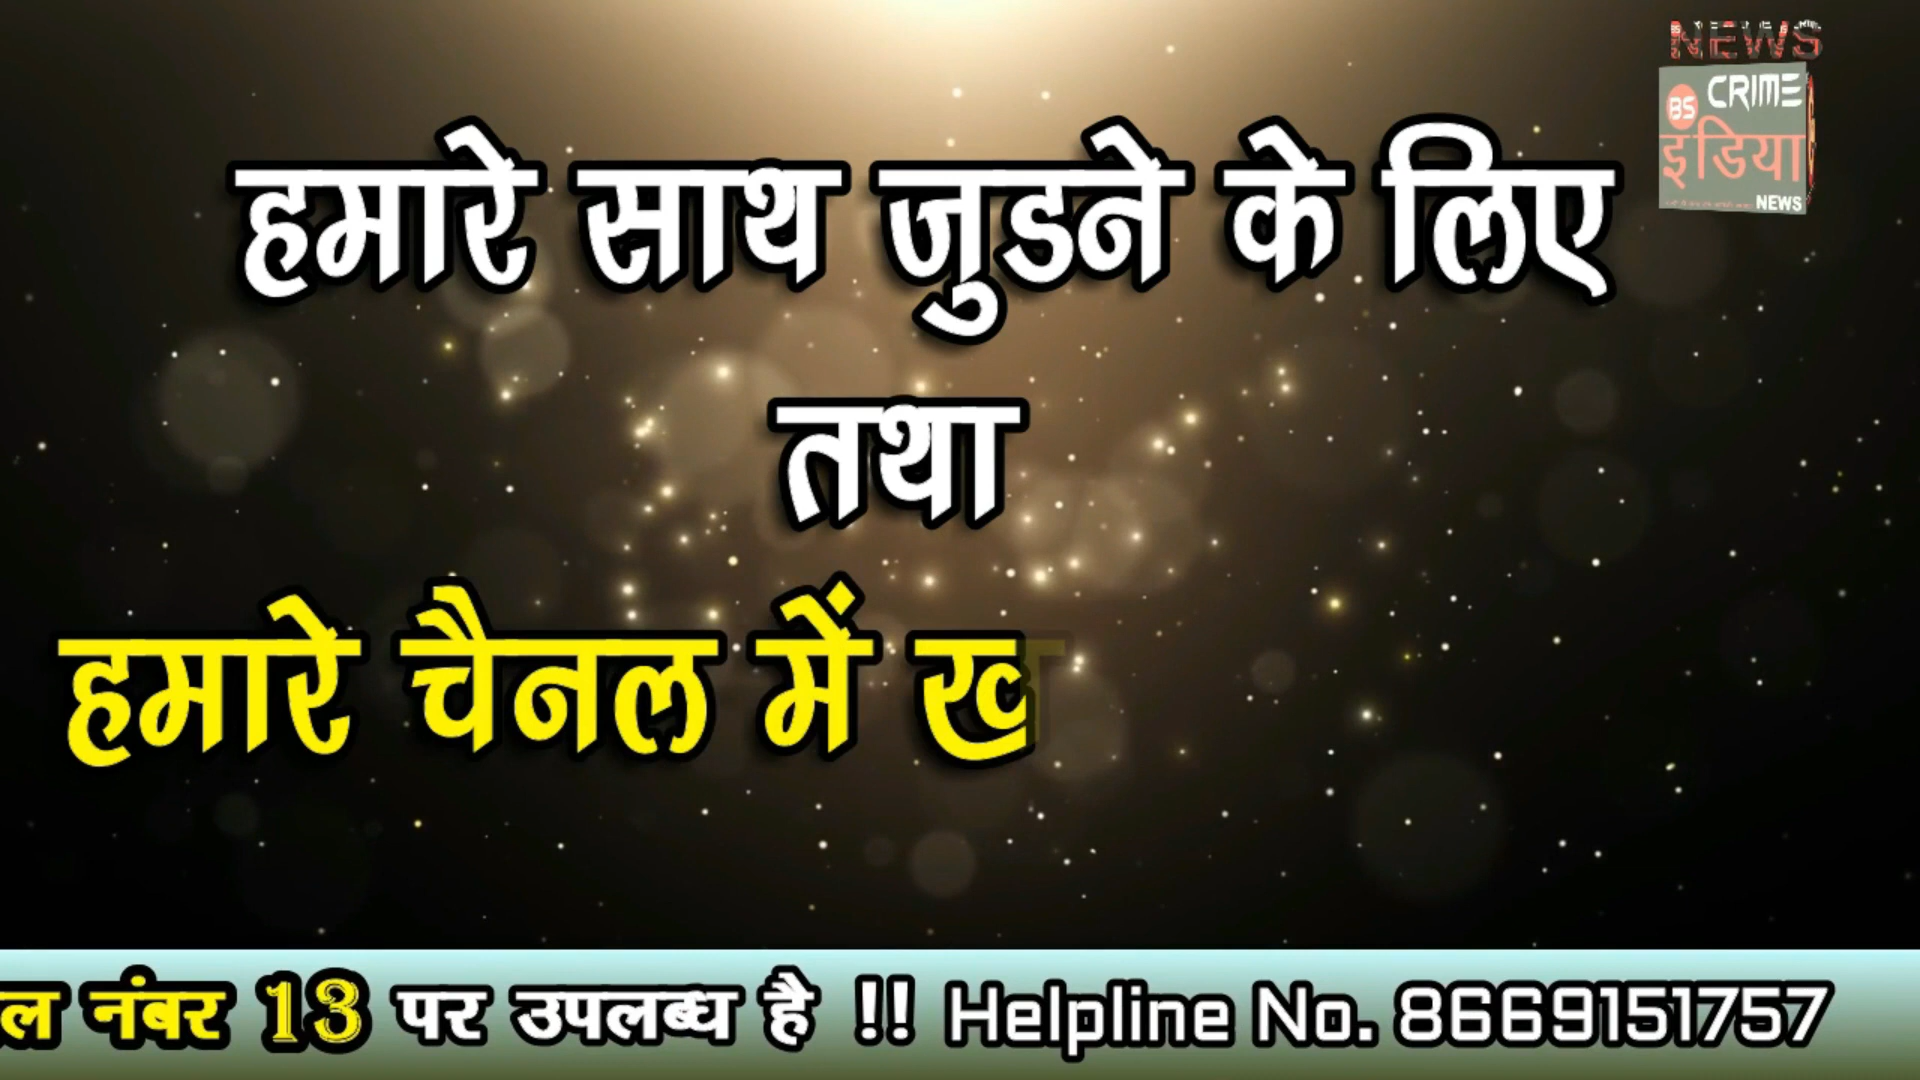 NEWS
CRIME
BS
इंडिया
NEWS
हमारे साथ जुडने के लिए
तथा
हमारे चैनल में ख
ल नंबर 13 पर उपलब्ध है !! Helpline No. 8669151757